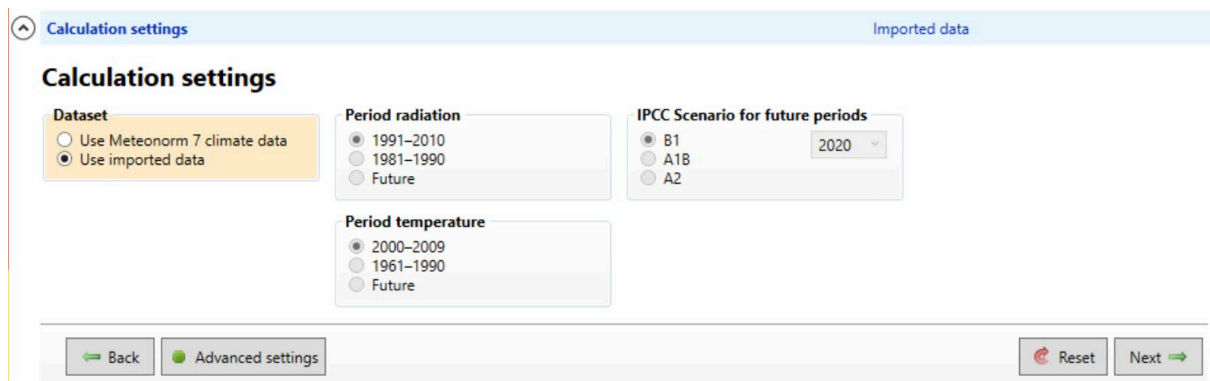 Calculation settings
Imported data
Calculation settings
Dataset
Use Meteonorm 7 climate data
Use imported data
Period radiation
1991–2010
1981–1990
Future
IPCC Scenario for future periods
B1
2020
A1B
A2
Period temperature
2000–2009
1961–1990
Future
Back
Advanced settings
Reset
Next